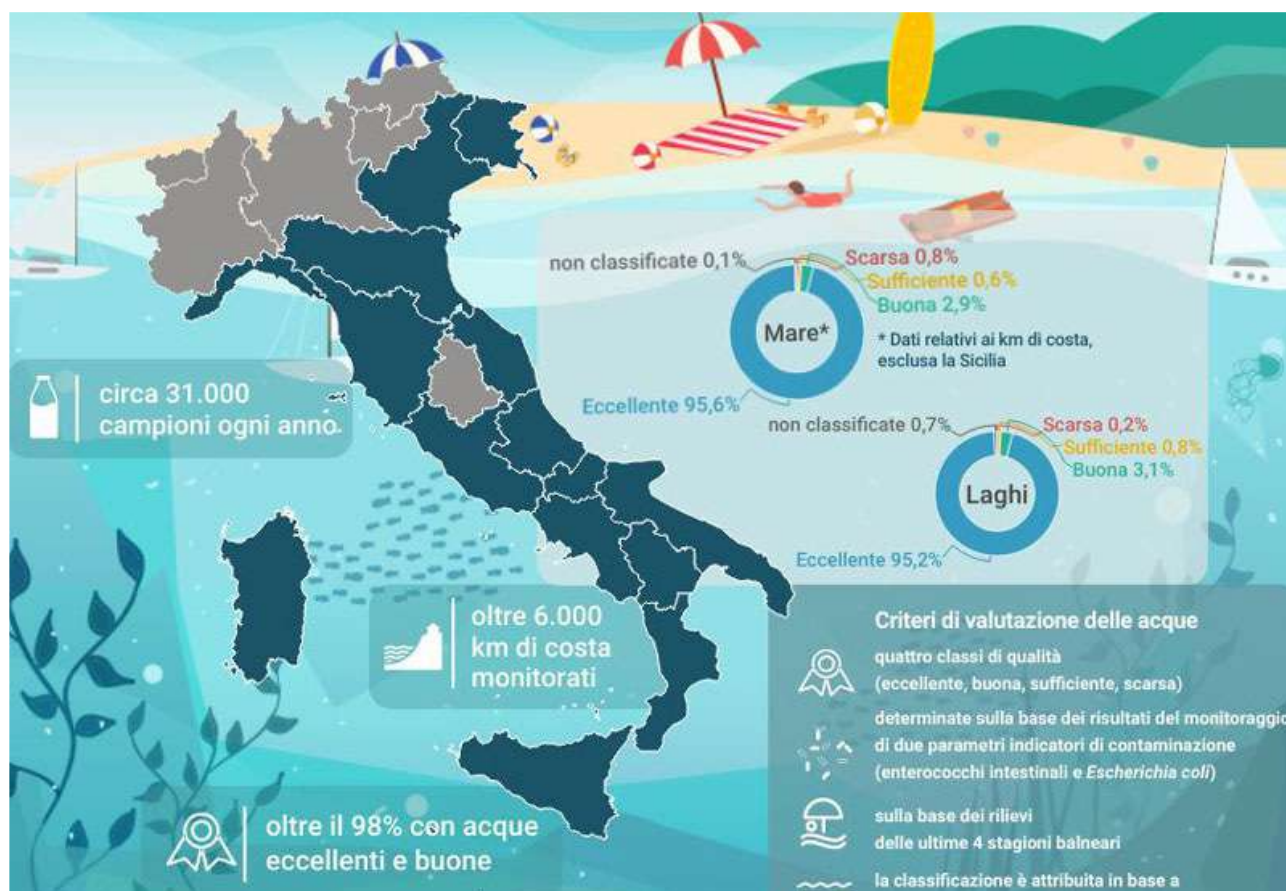 non classificate 0,1%
Scarsa 0,8%
Sufficiente 0,6%
Buona 2,9%
Mare*
* Dati relativi ai km di costa,
esclusa la Sicilia
Eccellente 95,6%
non classificate 0,7%
Scarsa 0,2%
Sufficiente 0,8%
Buona 3,1%
Laghi
Eccellente 95,2%
circa 31.000
campioni ogni anno
oltre 6.000
km di costa
monitorati
oltre il 98% con acque
eccellenti e buone
Criteri di valutazione delle acque
quattro classi di qualità
(eccellente, buona, sufficiente, scarsa)
determinate sulla base dei risultati del monitoraggio
di due parametri indicatori di contaminazione
(enterococchi intestinali e Escherichia coli)
sulla base dei rilievi
delle ultime 4 stagioni balneari
la classificazione è attribuita in base a